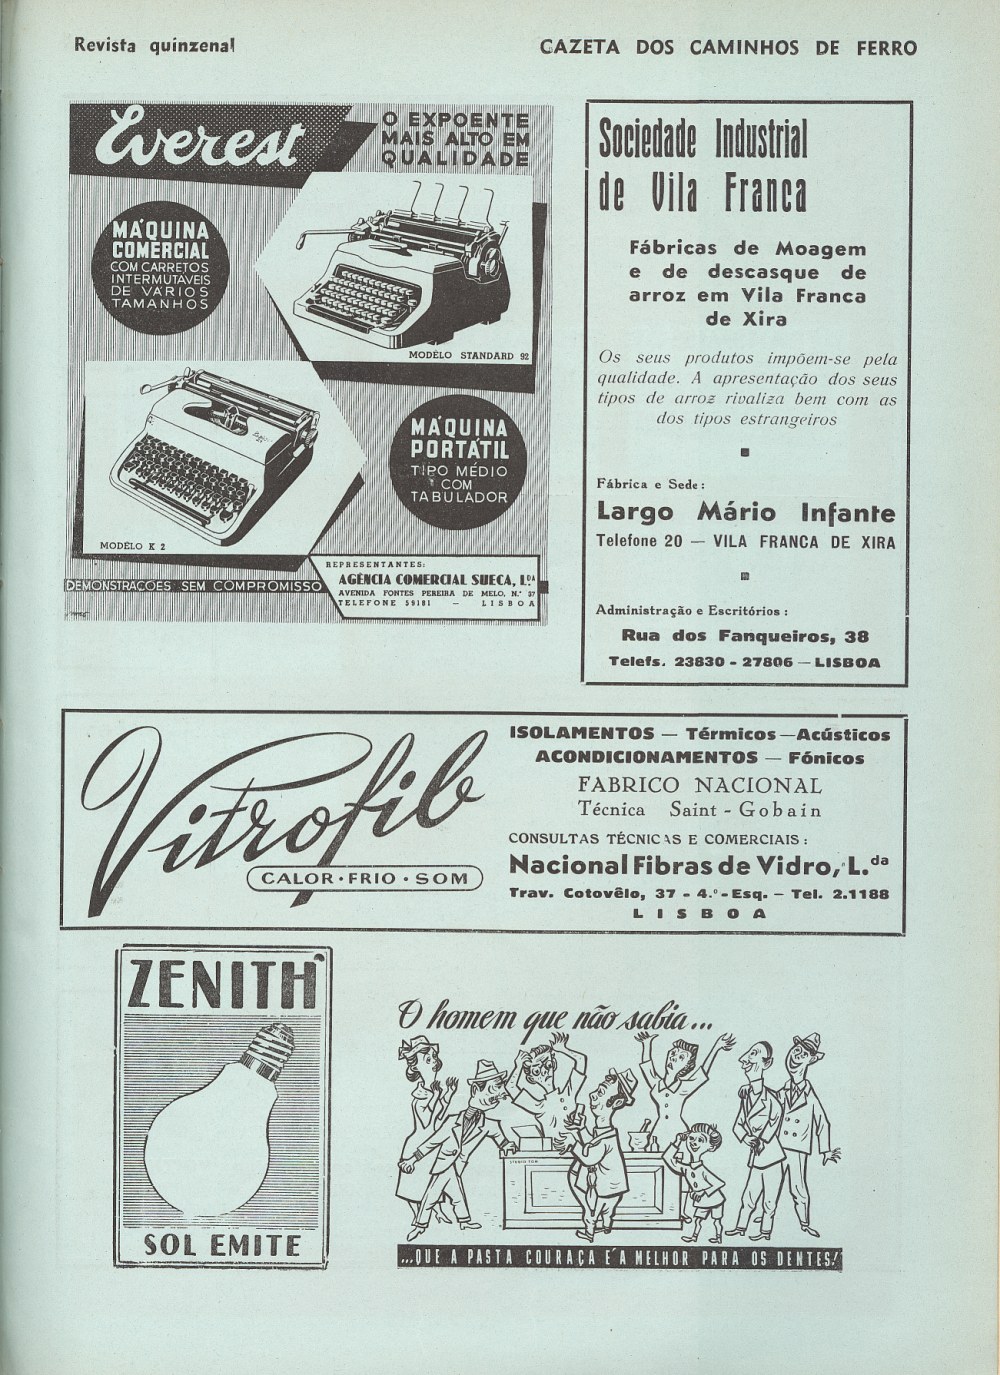 Revista quinzenal
GAZETA DOS CAMINHOS DE FERRO
Everest
O EXPOENTE
MAIS ALTO EM
QUALIDADE
MÁQUINA
COMERCIAL
COM CARRETOS
INTERMUTÁVEIS
DE VÁRIOS
TAMANHOS
MODÊLO STANDARD 92
MÁQUINA
PORTÁTIL
TIPO MÉDIO
COM
TABULADOR
MODÊLO K 2
DEMONSTRAÇÕES SEM COMPROMISSO
REPRESENTANTES:
AGÊNCIA COMERCIAL SUECA, L.DA
AVENIDA FONTES PEREIRA DE MELO, N.º 37
TELEFONE 59181 — LISBOA
Sociedade Industrial
de Vila Franca
Fábricas de Moagem
e de descasque de
arroz em Vila Franca
de Xira
Os seus produtos impõem-se pela
qualidade. A apresentação dos seus
tipos de arroz rivaliza bem com as
dos tipos estrangeiros
Fábrica e Sede:
Largo Mário Infante
Telefone 20 — VILA FRANCA DE XIRA
Administração e Escritórios:
Rua dos Fanqueiros, 38
Telefs. 23830 - 27806 — LISBOA
Vitrofib
CALOR · FRIO · SOM
ISOLAMENTOS — Térmicos — Acústicos
ACONDICIONAMENTOS — Fónicos
FABRICO NACIONAL
Técnica Saint - Gobain
CONSULTAS TÉCNICAS E COMERCIAIS:
Nacional Fibras de Vidro, L.da
Trav. Cotovêlo, 37 - 4.º - Esq. — Tel. 2.1188
LISBOA
ZENITH
SOL EMITE
O homem que não sabia...
...QUE A PASTA COURAÇA É A MELHOR PARA OS DENTES!